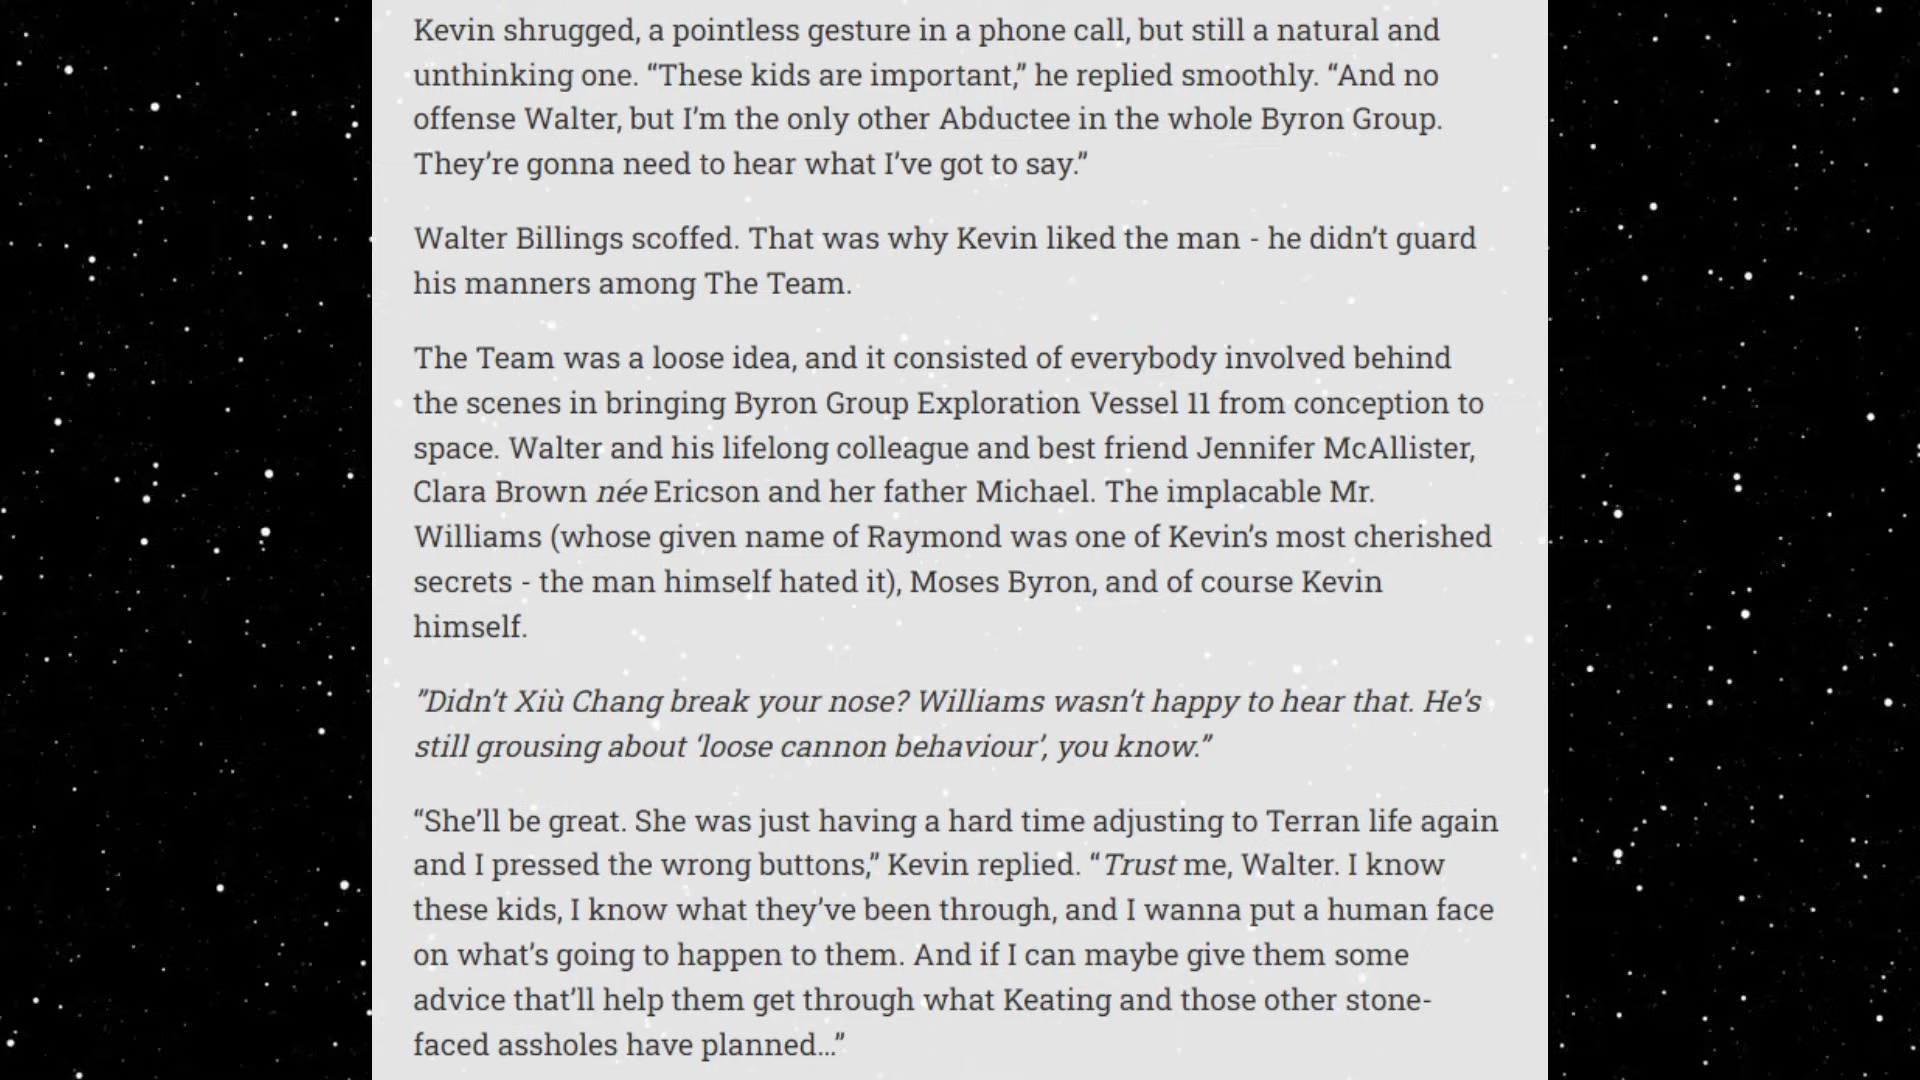 Kevin shrugged, a pointless gesture in a phone call, but still a natural and
unthinking one. “These kids are important,” he replied smoothly. “And no
offense Walter, but I’m the only other Abductee in the whole Byron Group.
They’re gonna need to hear what I’ve got to say.”
Walter Billings scoffed. That was why Kevin liked the man - he didn’t guard
his manners among The Team.
The Team was a loose idea, and it consisted of everybody involved behind
the scenes in bringing Byron Group Exploration Vessel 11 from conception to
space. Walter and his lifelong colleague and best friend Jennifer McAllister,
Clara Brown née Ericson and her father Michael. The implacable Mr.
Williams (whose given name of Raymond was one of Kevin’s most cherished
secrets - the man himself hated it), Moses Byron, and of course Kevin
himself.
”Didn’t Xiù Chang break your nose? Williams wasn’t happy to hear that. He’s
still grousing about ‘loose cannon behaviour’, you know.”
“She’ll be great. She was just having a hard time adjusting to Terran life again
and I pressed the wrong buttons,” Kevin replied. “Trust me, Walter. I know
these kids, I know what they’ve been through, and I wanna put a human face
on what’s going to happen to them. And if I can maybe give them some
advice that’ll help them get through what Keating and those other stone-
faced assholes have planned…”